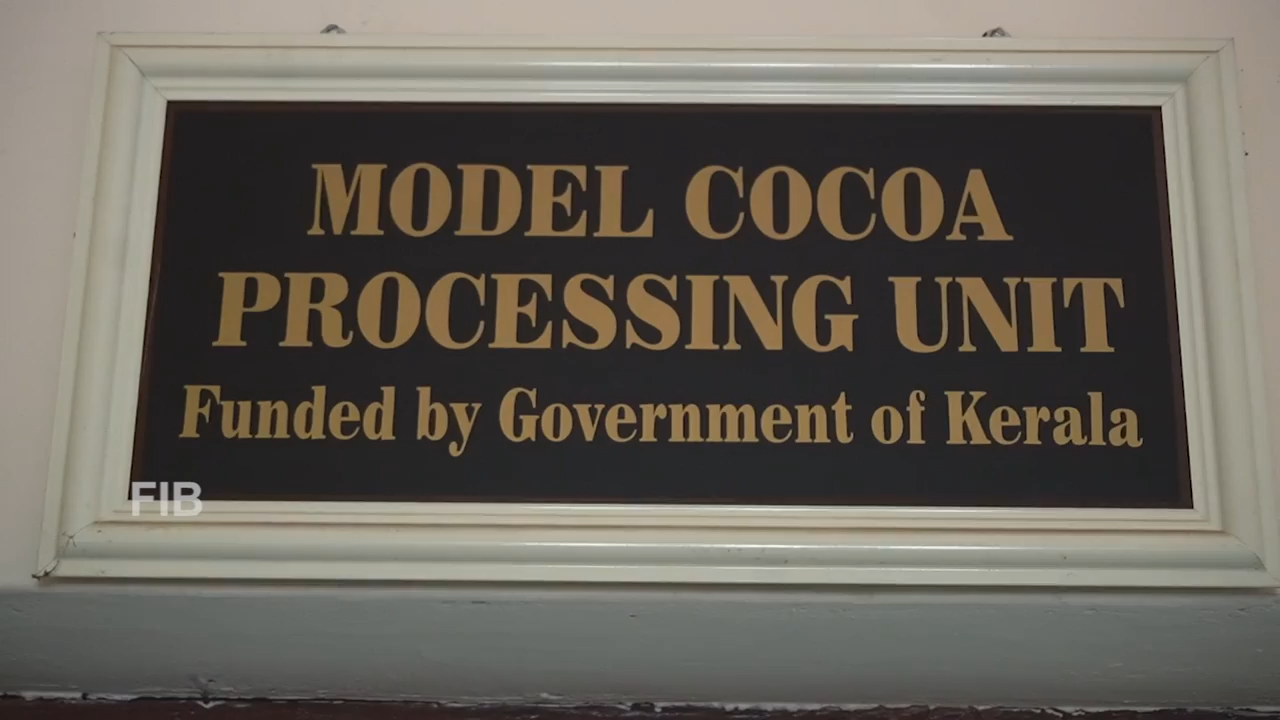 MODEL COCOA
PROCESSING UNIT
Funded by Government of Kerala
FIB